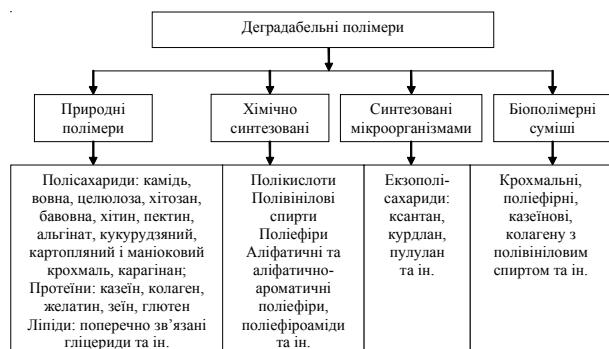 Деградабельні полімери
Природні
полімери
Хімічно
синтезовані
Синтезовані
мікроорганізмами
Біополімерні
суміші
Полісахариди: камідь,
вовна, целюлоза, хітозан,
бавовна, хітин, пектин,
альгінат, кукурудзяний,
картопляний і маніоковий
крохмаль, карагінан;
Протеїни: казеїн, колаген,
желатин, зеїн, глютен
Ліпіди: поперечно зв’язані
гліцериди та ін.
Полікислоти
Полівінілові
спирти
Поліефіри
Аліфатичні та
аліфатично-
ароматичні
поліефіри,
поліефіроаміди
та ін.
Екзополі-
сахариди:
ксантан,
курдлан,
пулулан
та ін.
Крохмальні,
поліефірні,
казеїнові,
колагену з
полівініловим
спиртом та ін.